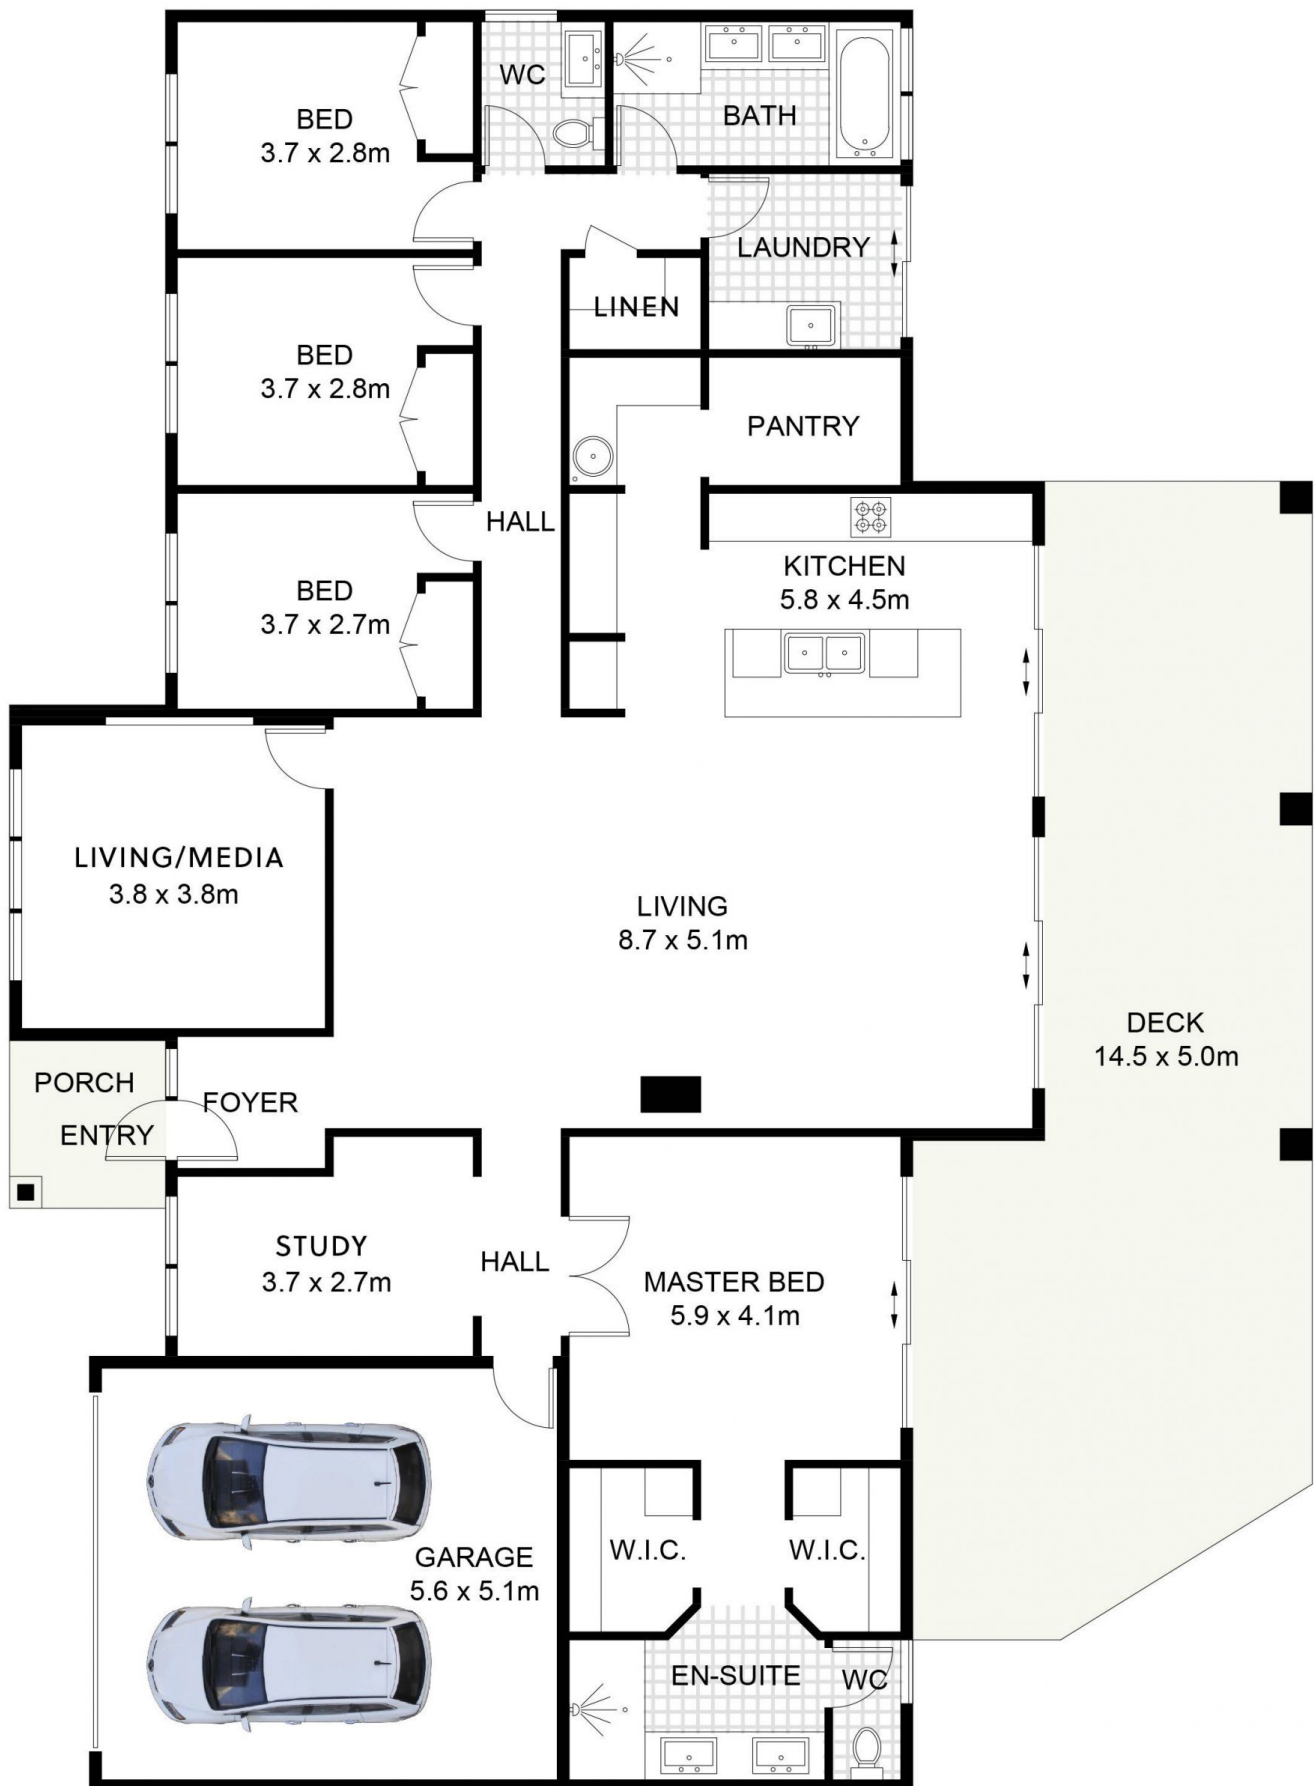 BED
3.7 x 2.8m
WC
BATH
LAUNDRY
LINEN
BED
3.7 x 2.8m
PANTRY
HALL
BED
3.7 x 2.7m
KITCHEN
5.8 x 4.5m
LIVING/MEDIA
3.8 x 3.8m
LIVING
8.7 x 5.1m
DECK
14.5 x 5.0m
PORCH
ENTRY
FOYER
STUDY
3.7 x 2.7m
HALL
MASTER BED
5.9 x 4.1m
W.I.C.
W.I.C.
GARAGE
5.6 x 5.1m
EN-SUITE
WC